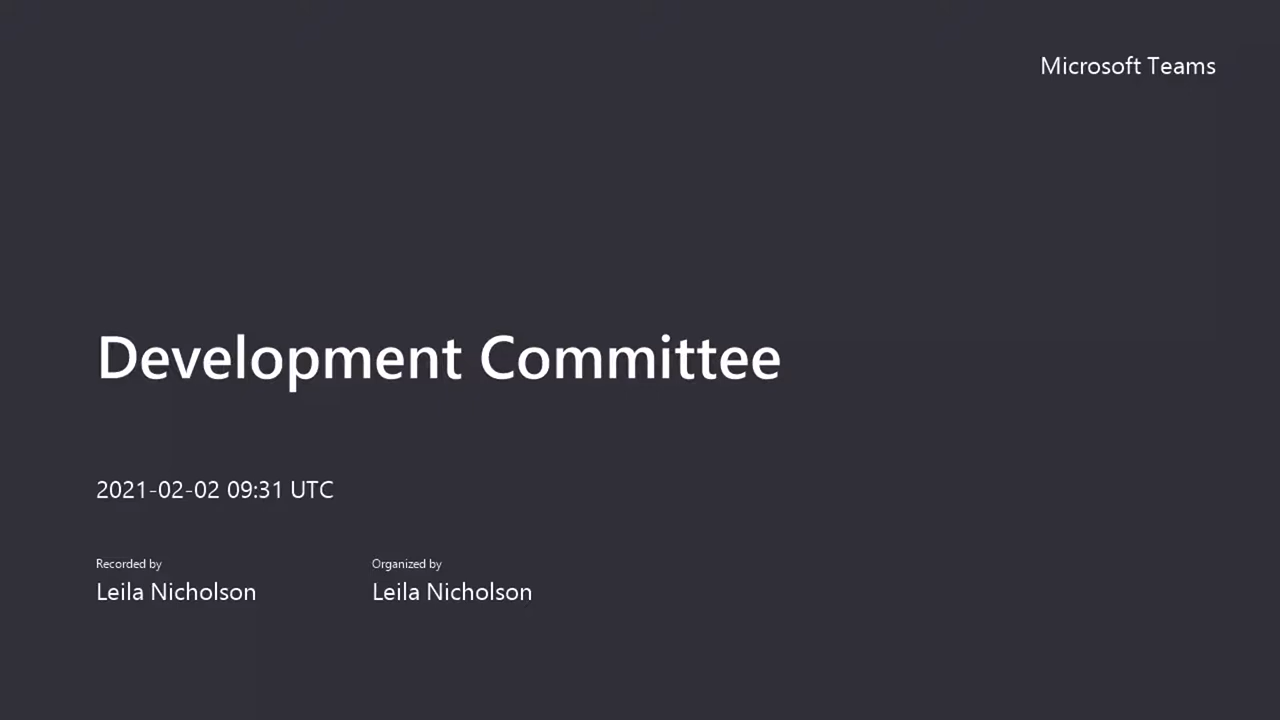 Microsoft Teams
Development Committee
2021-02-02 09:31 UTC
Recorded by
Leila Nicholson
Organized by
Leila Nicholson